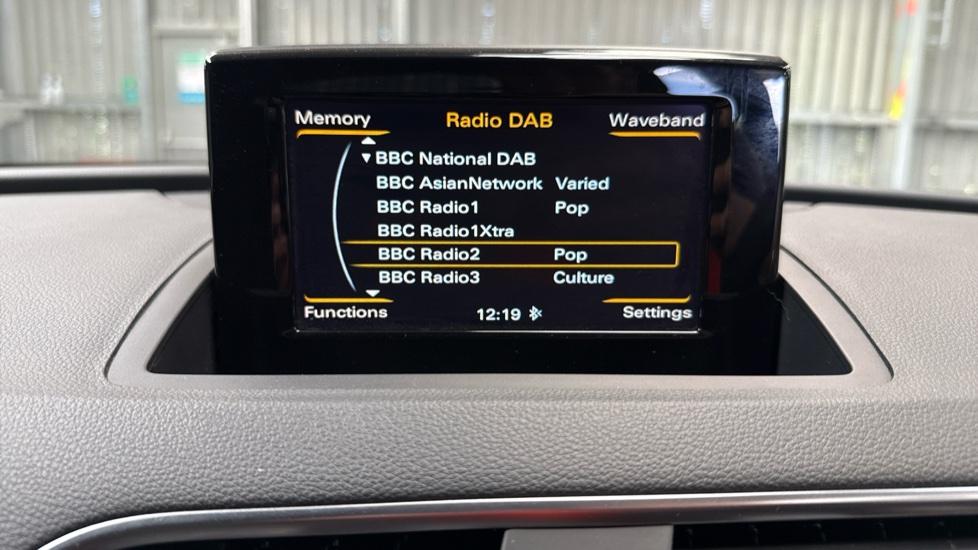 Memory Radio DAB Waveband
BBC National DAB
BBC AsianNetwork Varied
BBC Radio1 Pop
BBC Radio1Xtra
BBC Radio2 Pop
BBC Radio3 Culture
Functions 12:19 Settings